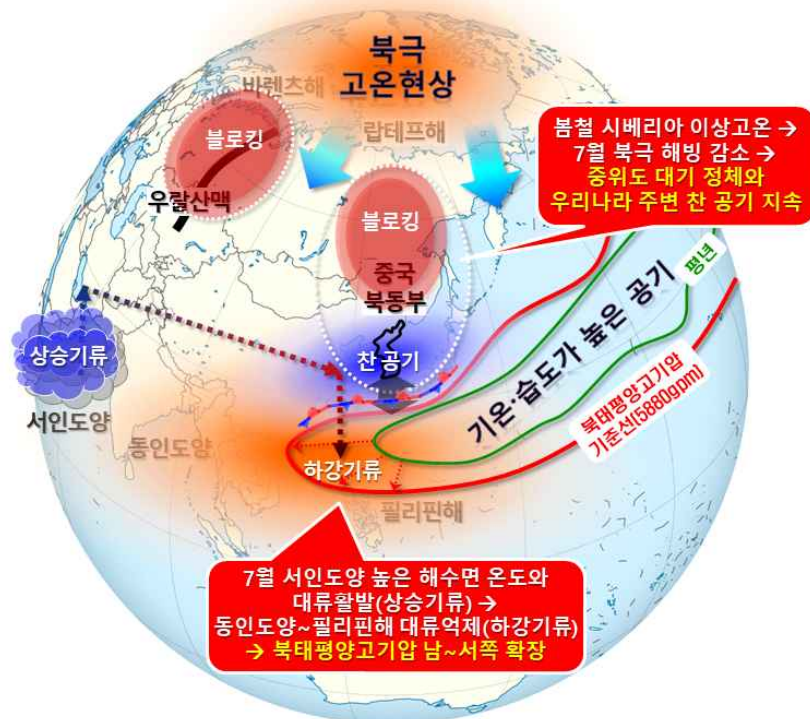 북극
고온현상
바렌츠해
랍테프해
블로킹
우랄산맥
블로킹
중국
북동부
찬 공기
봄철 시베리아 이상고온 →
7월 북극 해빙 감소 →
중위도 대기 정체와
우리나라 주변 찬 공기 지속
평년
기온·습도가 높은 공기
북태평양고기압
기준선(5880gpm)
상승기류
서인도양
동인도양
하강기류
필리핀해
7월 서인도양 높은 해수면 온도와
대류활발(상승기류) →
동인도양~필리핀해 대류억제(하강기류)
→ 북태평양고기압 남~서쪽 확장